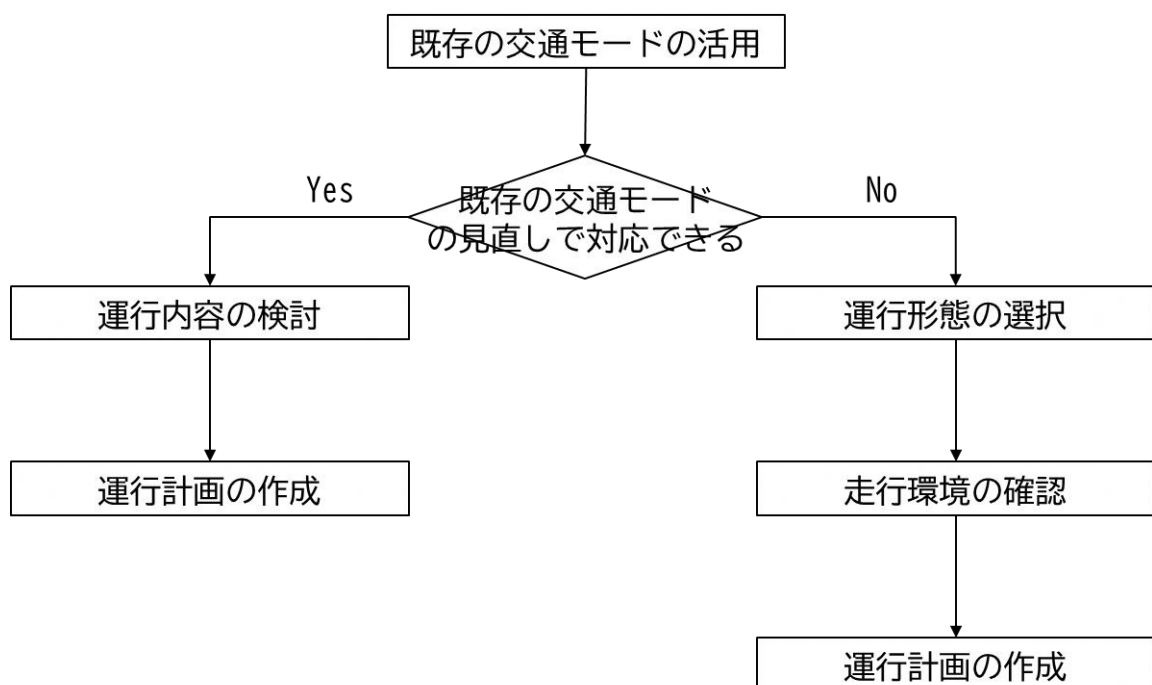 既存の交通モードの活用
Yes
既存の交通モード
の見直しで対応できる
No
運行内容の検討
運行形態の選択
運行計画の作成
走行環境の確認
運行計画の作成